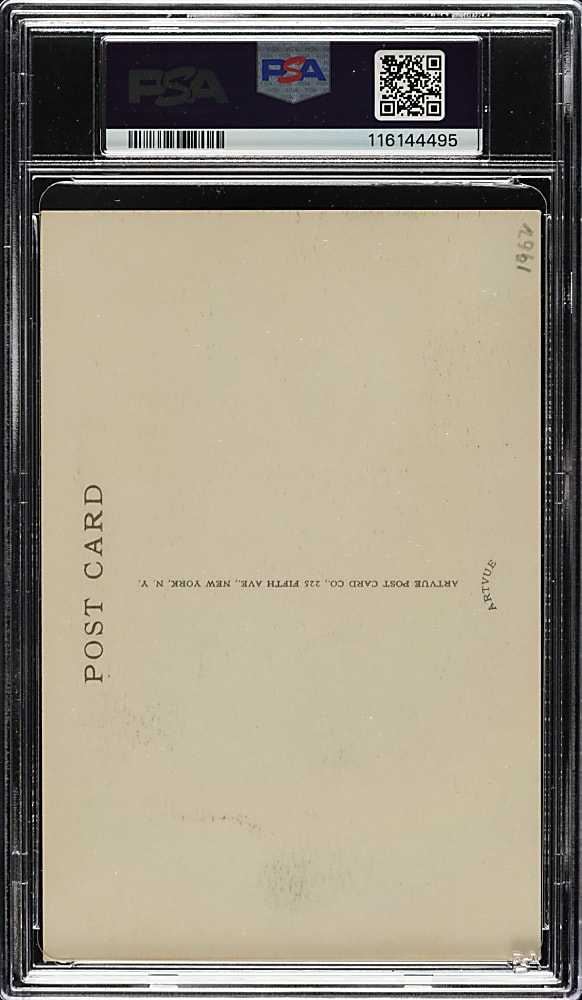 PSA
PSA
116144495
1962
POST CARD
ARTVUE POST CARD CO., 225 FIFTH AVE., NEW YORK, N. Y.
ARTVUE